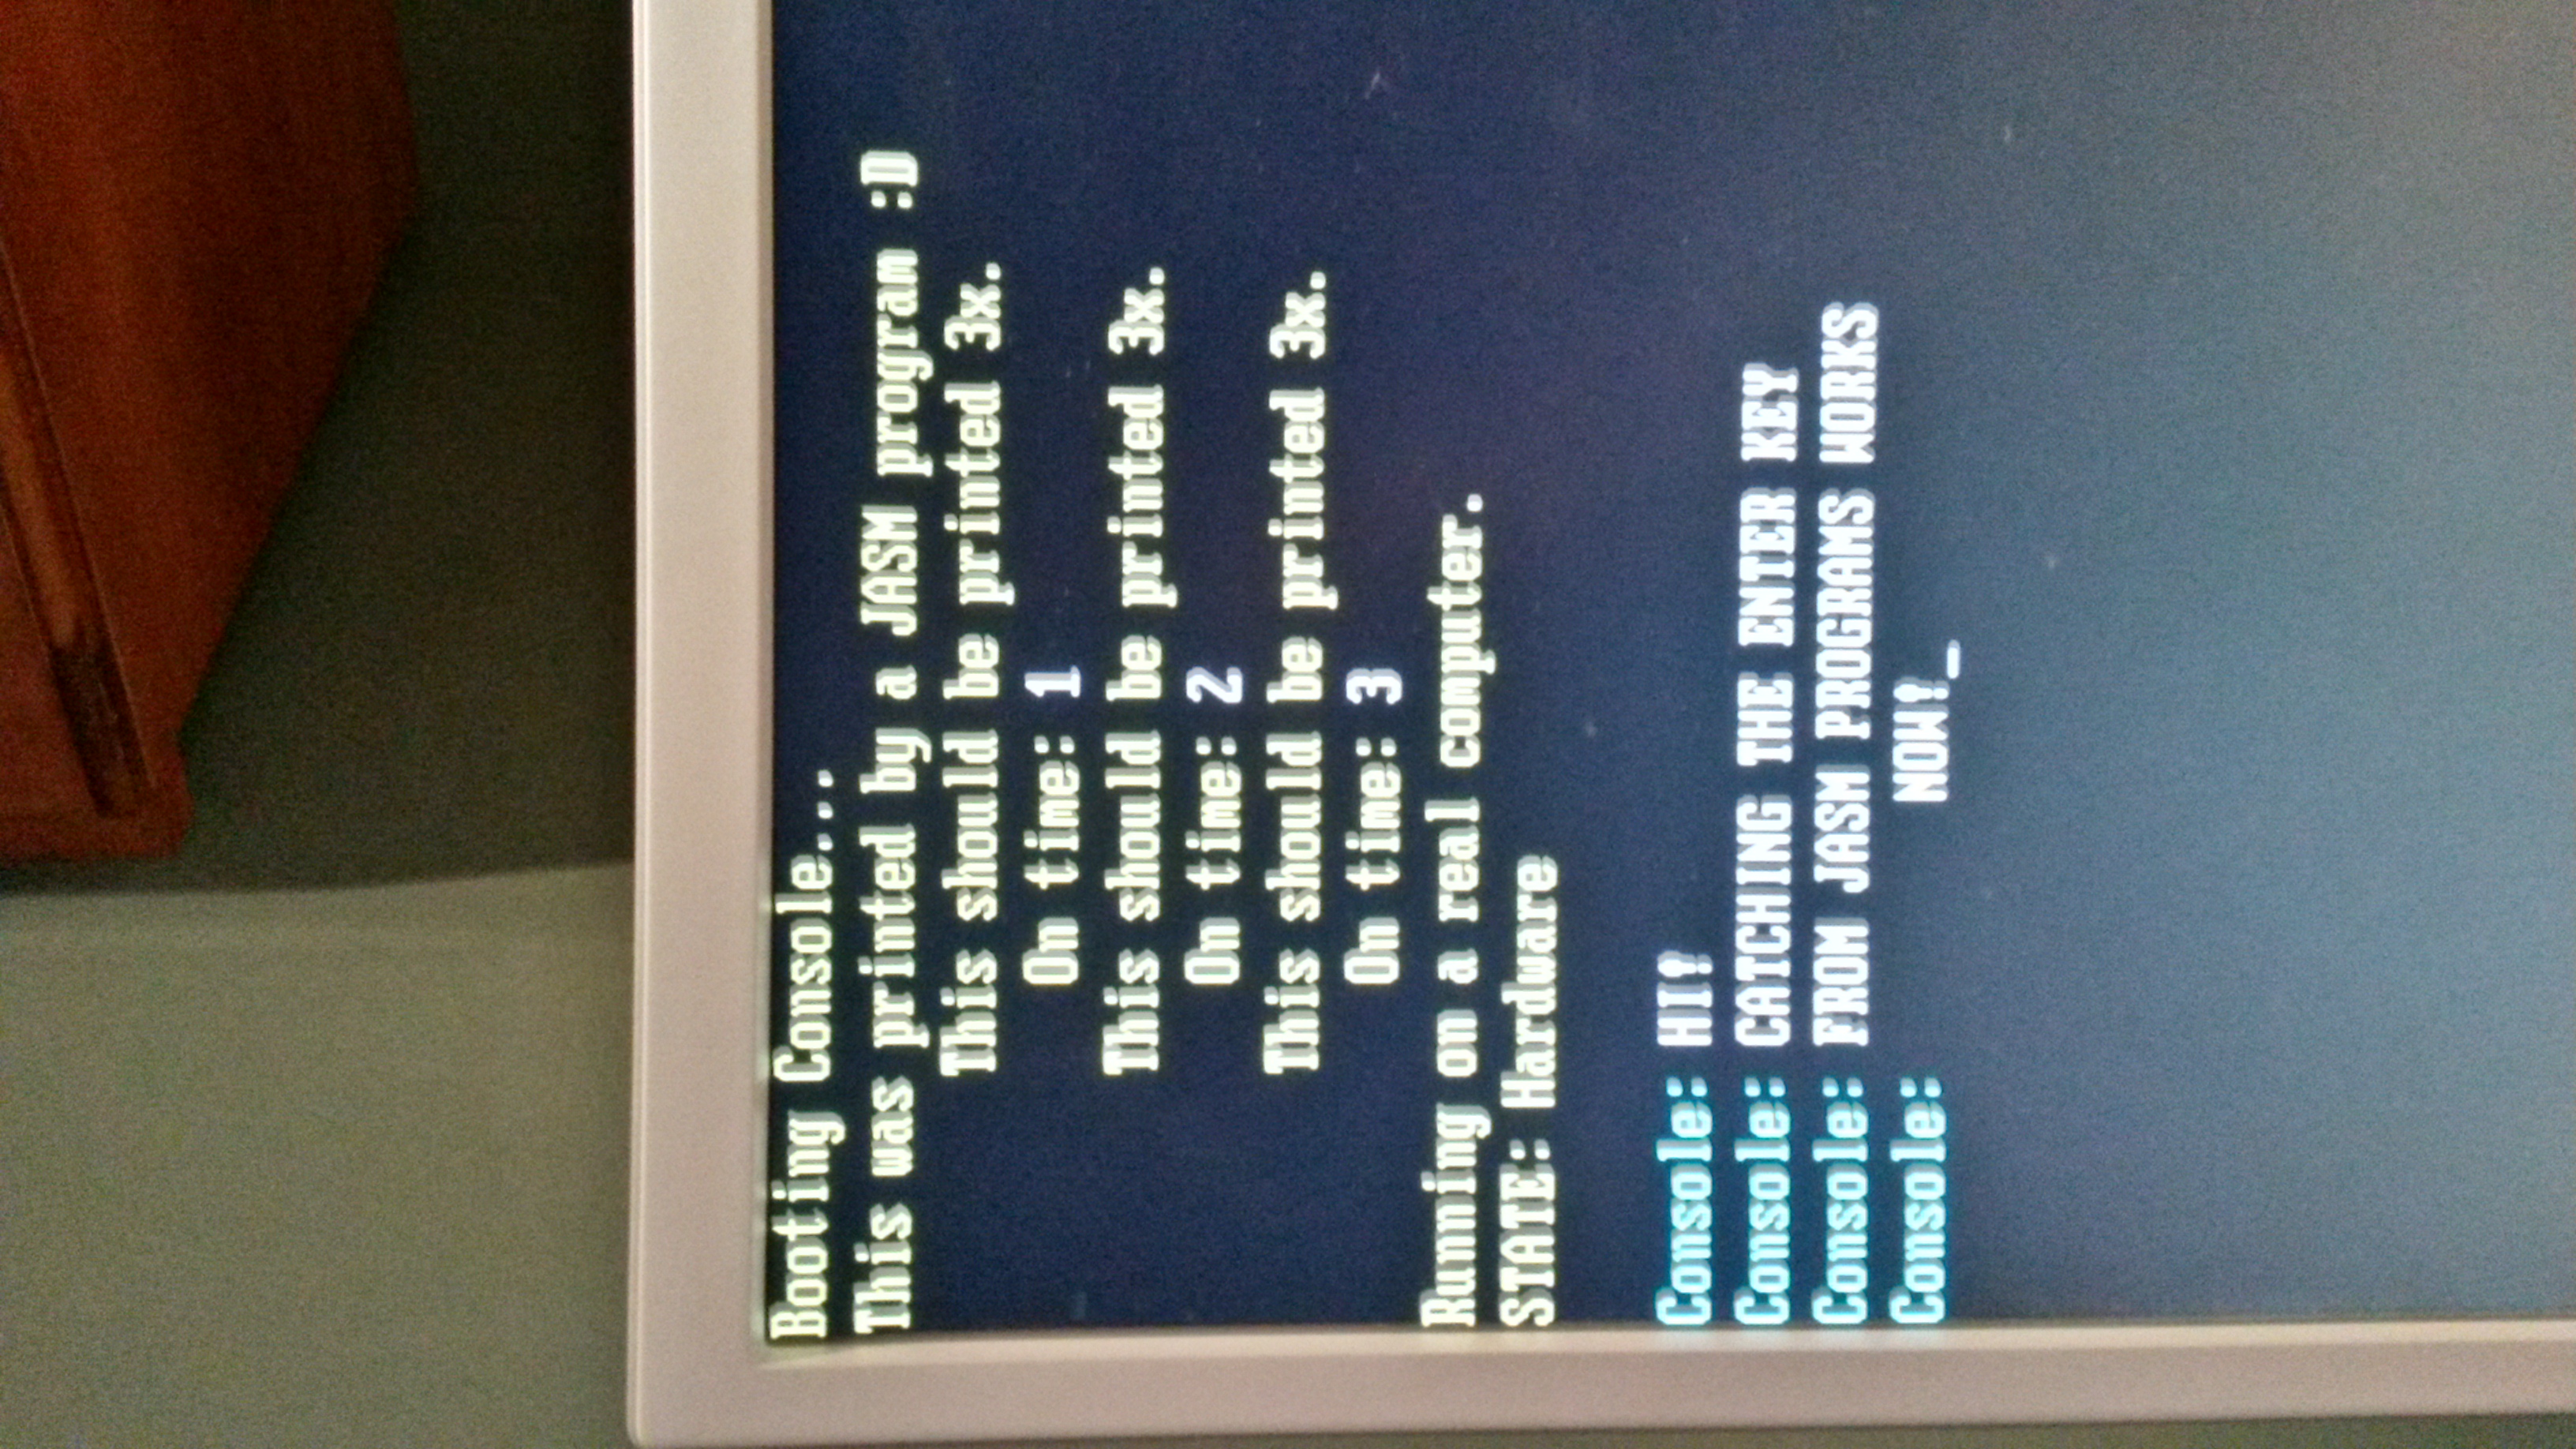 Booting Console...
This was printed by a JASM program :D
This should be printed 3x.
On time: 1
This should be printed 3x.
On time: 2
This should be printed 3x.
On time: 3
Running on a real computer.
STATE: Hardware
Console: HI!
Console: CATCHING THE ENTER KEY
Console: FROM JASM PROGRAMS WORKS
Console: NOW!_